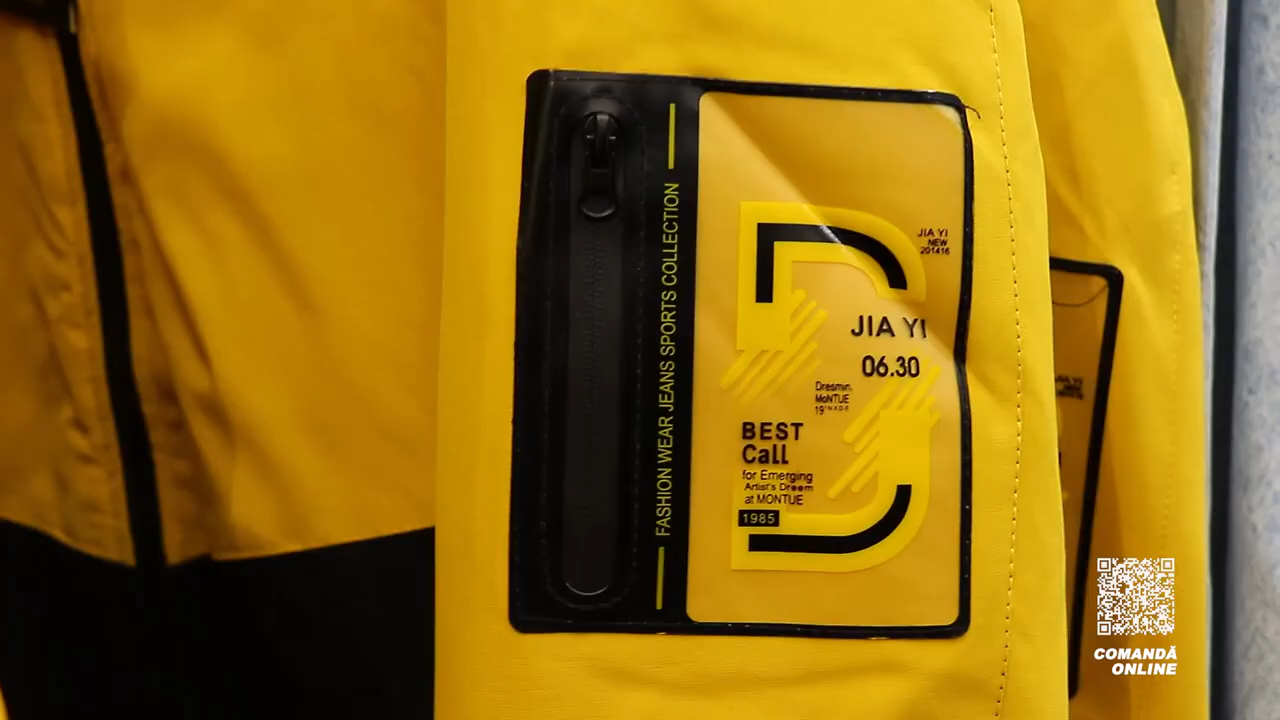 FASHION WEAR JEANS SPORTS COLLECTION
JIA YI
NEW
201416
JIA YI
06.30
Dresmin.
MoNTUE
BEST
Call
for Emerging
Artist's Dreem
at MONTUE
1985
COMANDĂ
ONLINE